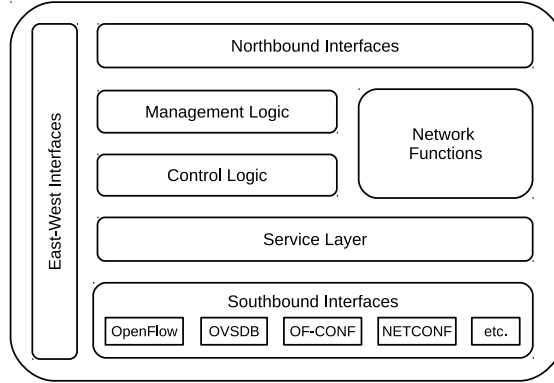 East-West Interfaces
Northbound Interfaces
Management Logic
Control Logic
Network
Functions
Service Layer
Southbound Interfaces
OpenFlow OVSDB OF-CONF NETCONF etc.